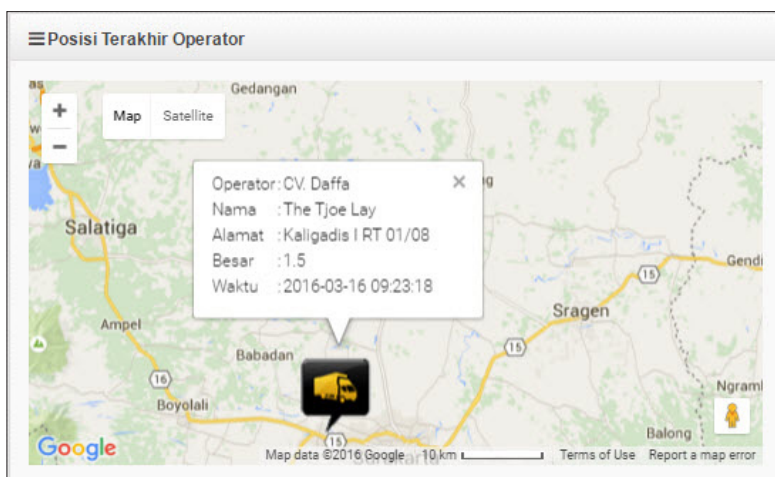 Posisi Terakhir Operator
as
Gedangan
+
Map Satellite
−
Operator : CV. Daffa
Nama : The Tjoe Lay
Alamat : Kaligadis I RT 01/08
Besar : 1.5
Waktu : 2016-03-16 09:23:18
×
ya
Salatiga
15
Gendi
Sragen
Ampel
15
Babadan
16
Ngraml
Boyolali
Balong
15
Google
Map data ©2016 Google 10 km Terms of Use Report a map error